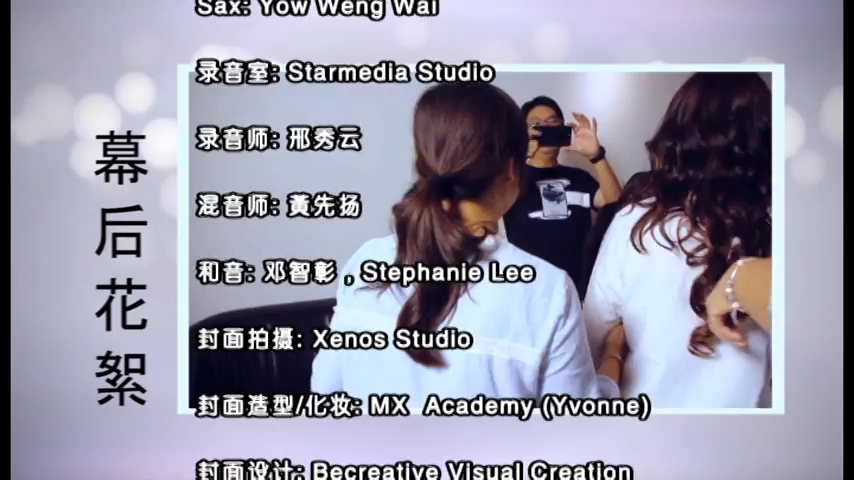 Sax: Yow Weng Wai
录音室: Starmedia Studio
录音师: 邢秀云
混音师: 黃先扬
和音: 邓智彰 , Stephanie Lee
封面拍摄: Xenos Studio
封面造型/化妆: MX  Academy (Yvonne)
封面设计: Becreative Visual Creation
幕后花絮